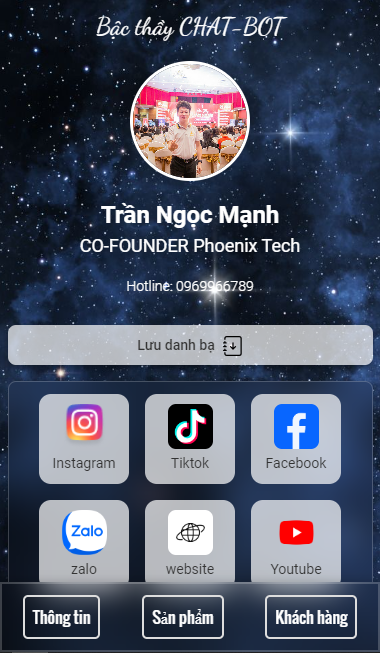 Bậc thầy CHAT-BOT
Trần Ngọc Mạnh
CO-FOUNDER Phoenix Tech
Hotline: 0969966789
Lưu danh bạ
Instagram Tiktok Facebook
Zalo
zalo website Youtube
Thông tin Sản phẩm Khách hàng